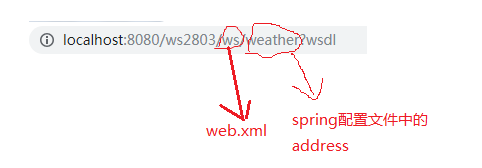 localhost:8080/ws2803/ws/weather?wsdl
web.xml
spring配置文件中的
address